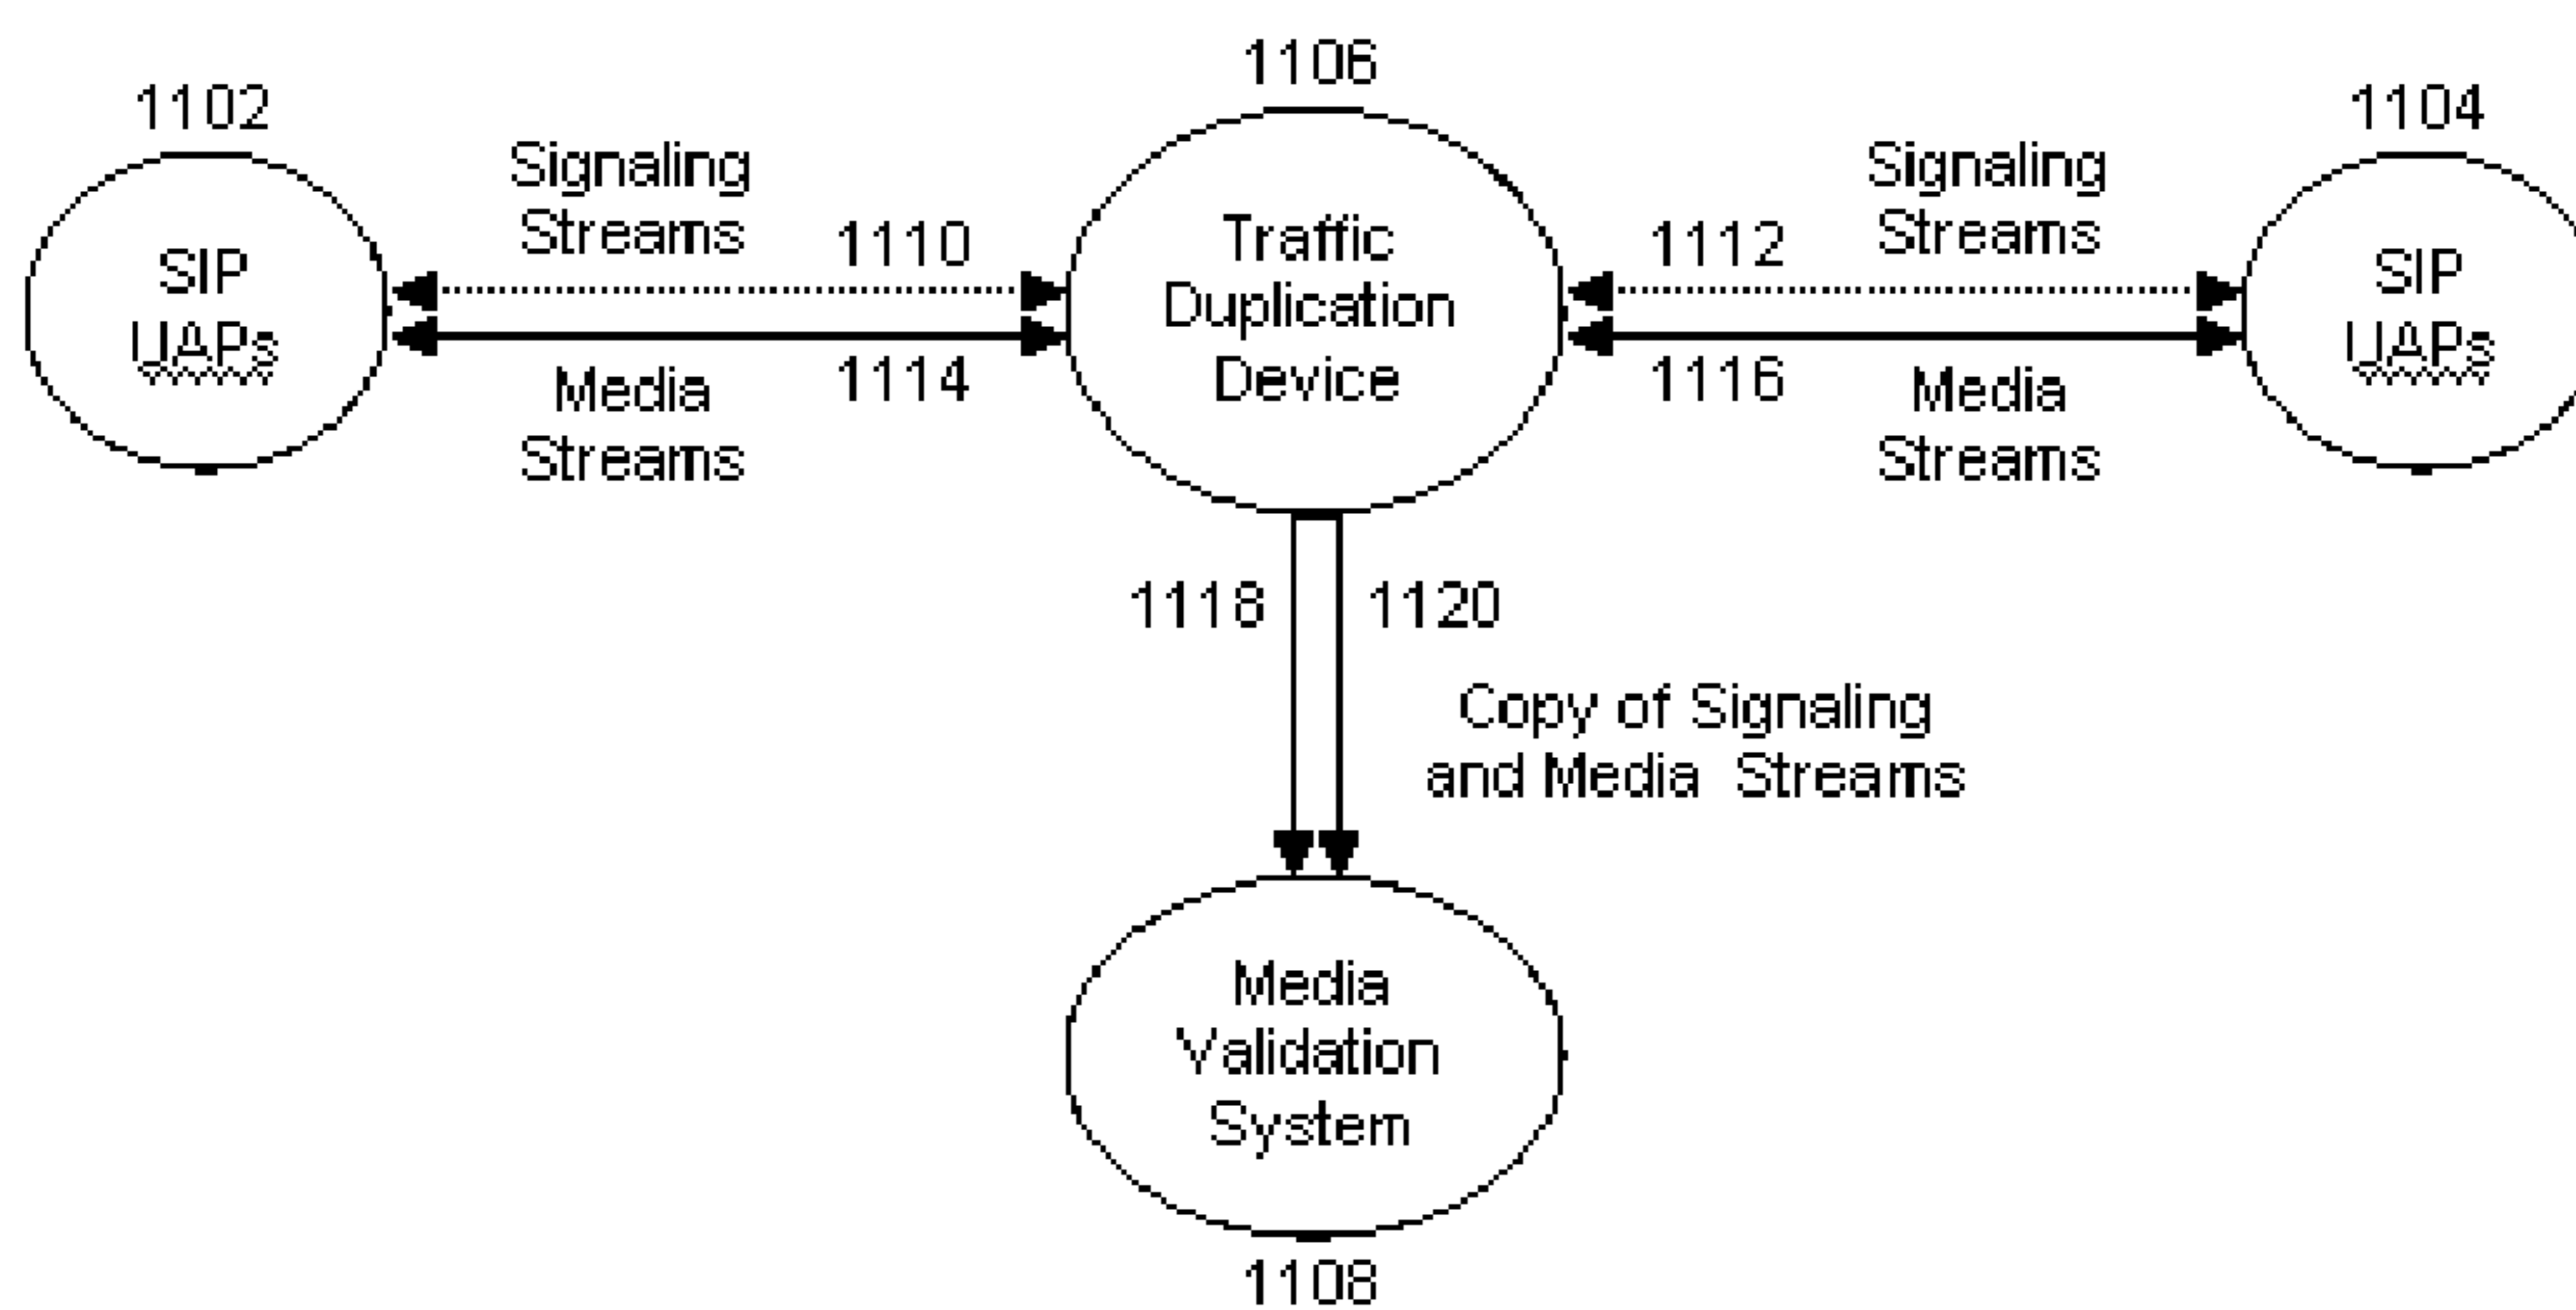 1106
1102
1104
Signaling
Streams
1110
1112
Signaling
Streams
SIP
UAPs
Traffic
Duplication
Device
SIP
UAPs
Media
Streams
1114
1116
Media
Streams
1118
1120
Copy of Signaling
and Media Streams
Media
Validation
System
1108